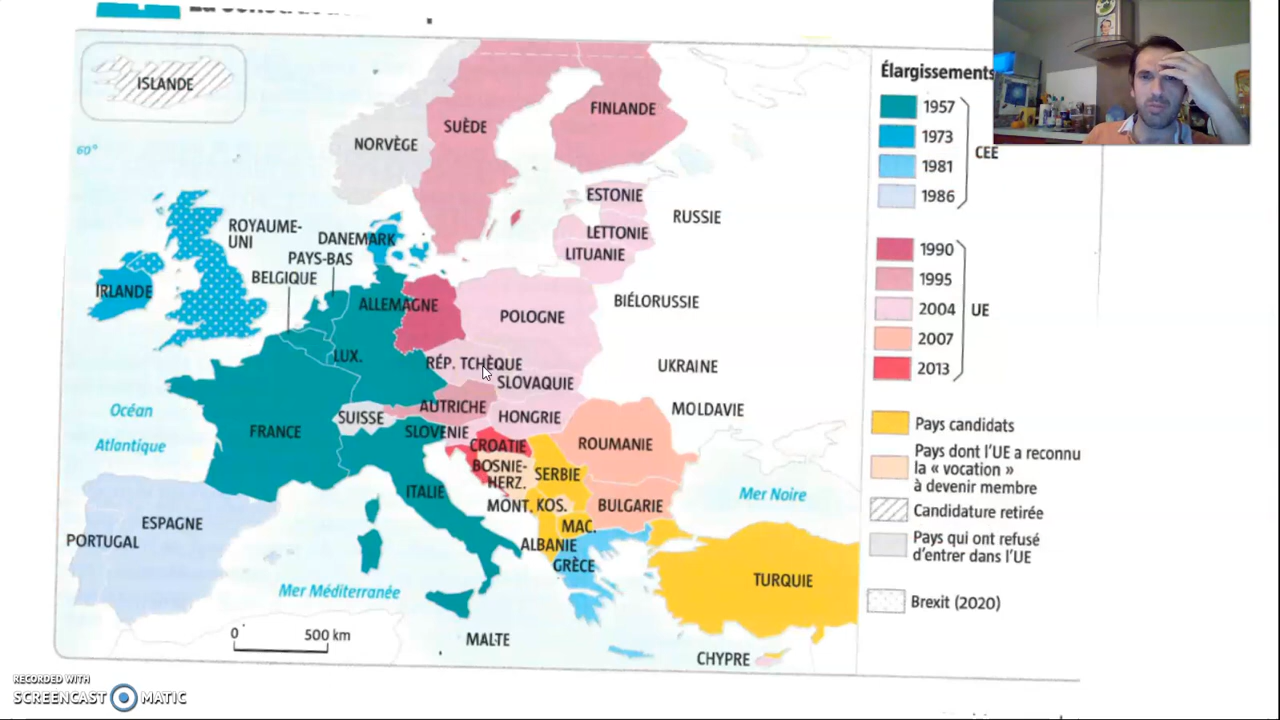 ISLANDE
60°
NORVÈGE
SUÈDE
FINLANDE
ESTONIE
LETTONIE
LITUANIE
RUSSIE
ROYAUME-
UNI
DANEMARK
PAYS-BAS
BELGIQUE
IRLANDE
ALLEMAGNE
POLOGNE
BIÉLORUSSIE
LUX.
RÉP. TCHÈQUE
SLOVAQUIE
UKRAINE
AUTRICHE
SUISSE
HONGRIE
MOLDAVIE
Océan
Atlantique
FRANCE
SLOVENIE
CROATIE
ROUMANIE
BOSNIE-
HERZ.
SERBIE
ITALIE
MONT.
KOS.
BULGARIE
Mer Noire
ESPAGNE
PORTUGAL
MAC.
ALBANIE
GRÈCE
TURQUIE
Mer Méditerranée
0 500 km
MALTE
CHYPRE
Élargissements
1957
1973
1981
1986
CEE
1990
1995
2004
2007
2013
UE
Pays candidats
Pays dont l'UE a reconnu
la « vocation »
à devenir membre
Candidature retirée
Pays qui ont refusé
d'entrer dans l'UE
Brexit (2020)
RECORDED WITH
SCREENCAST MATIC